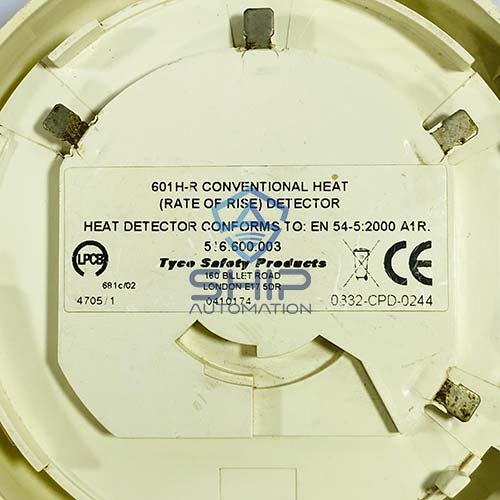 601H-R CONVENTIONAL HEAT
(RATE OF RISE) DETECTOR
HEAT DETECTOR CONFORMS TO: EN 54-5:2000 A1R.
516.600.003
Tyco Safety Products
160 BILLET ROAD
LONDON E17 5DR
0410174
LPCB
681c/02
4705/1
CE
0832-CPD-0244
SHIP
AUTOMATION